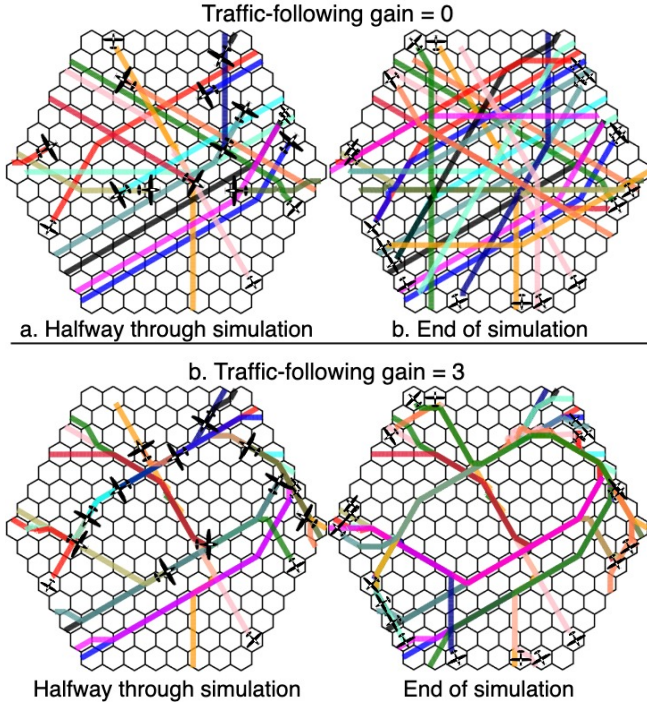 Traffic-following gain = 0
a. Halfway through simulation
b. End of simulation
b. Traffic-following gain = 3
Halfway through simulation
End of simulation